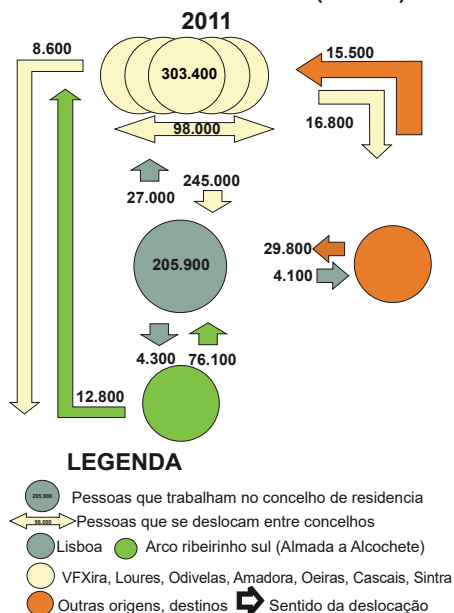 2011
8.600
303.400
15.500
98.000
16.800
27.000
245.000
205.900
29.800
4.100
4.300
76.100
12.800
LEGENDA
205.900 Pessoas que trabalham no concelho de residencia
98.000 Pessoas que se deslocam entre concelhos
Lisboa Arco ribeirinho sul (Almada a Alcochete)
VFXira, Loures, Odivelas, Amadora, Oeiras, Cascais, Sintra
Outras origens, destinos Sentido da deslocação